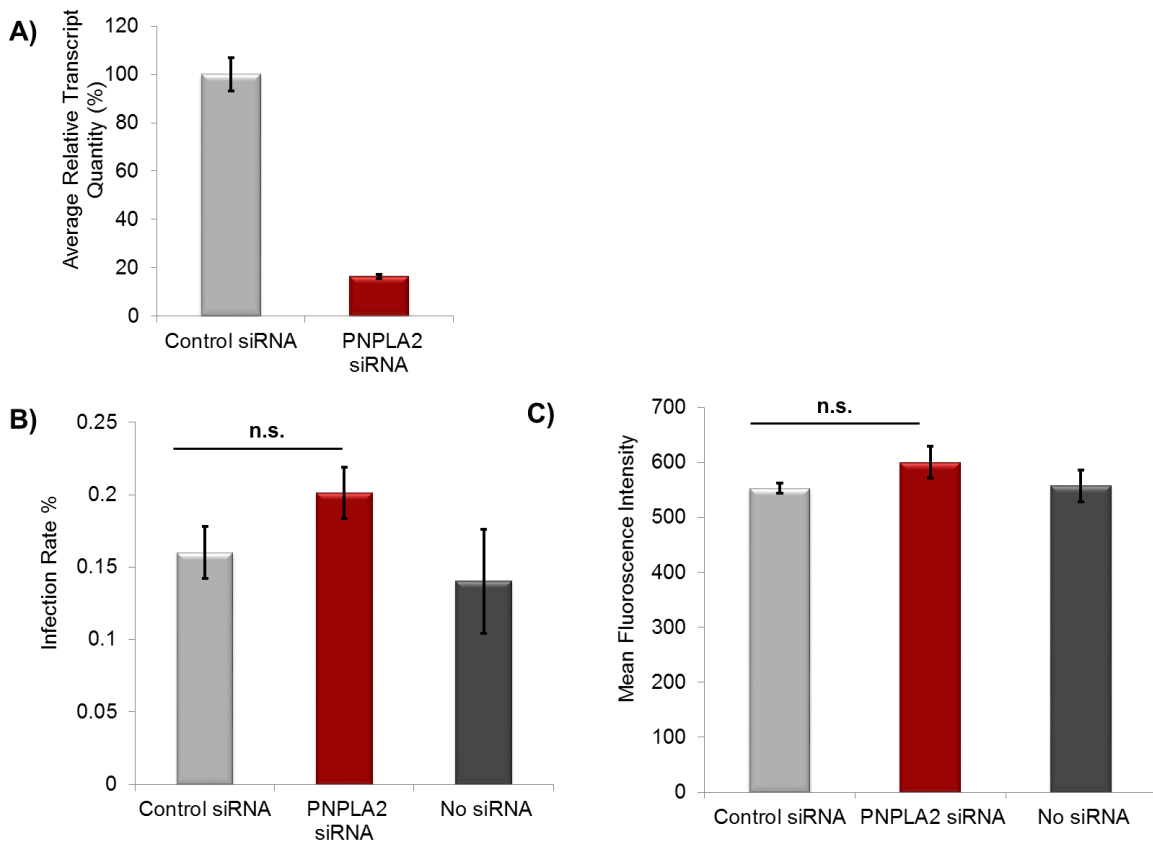 A)
Average Relative Transcript
Quantity (%)
120
100
80
60
40
20
0
Control siRNA
PNPLA2
siRNA
B)
Infection Rate %
0.25
0.2
0.15
0.1
0.05
0
n.s.
Control siRNA
PNPLA2
siRNA
No siRNA
C)
Mean Fluoroscence Intensity
700
600
500
400
300
200
100
0
n.s.
Control siRNA
PNPLA2 siRNA
No siRNA